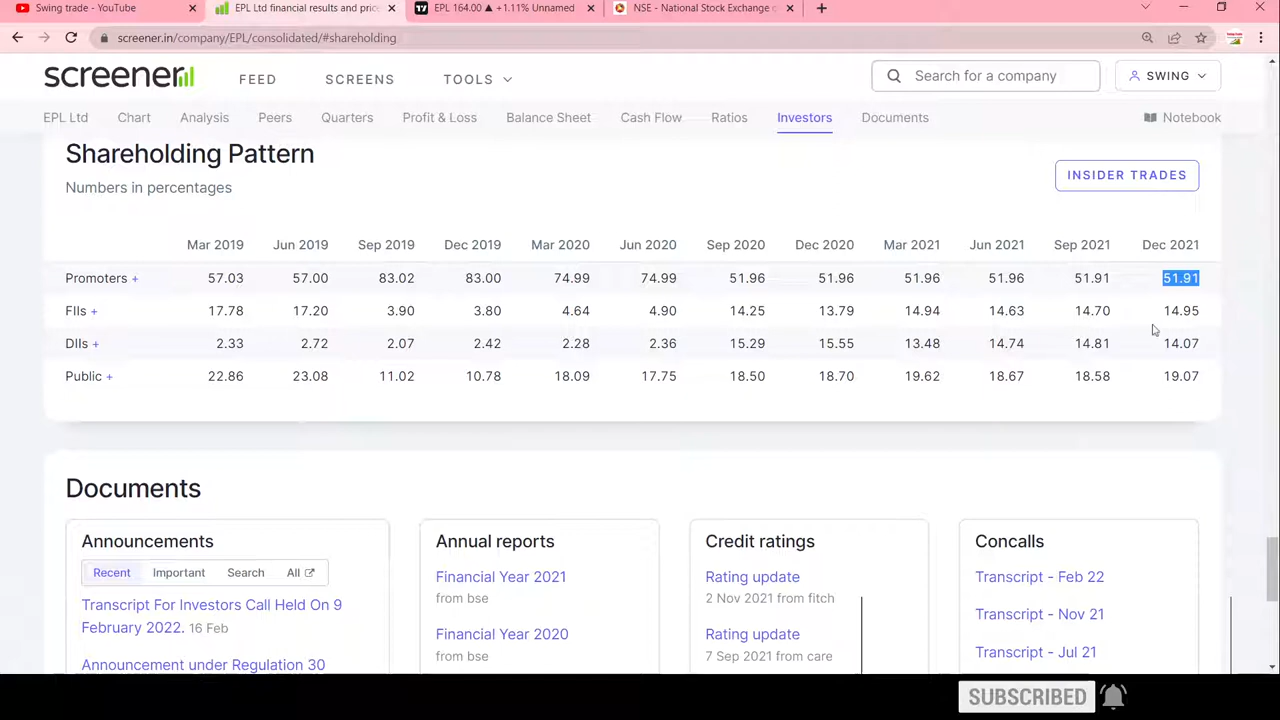 Swing trade - YouTube
EPL Ltd financial results and price
EPL 164.00 ▲ +1.11% Unnamed
NSE - National Stock Exchange o
screener.in/company/EPL/consolidated/#shareholding
screener
FEED SCREENS TOOLS
Search for a company
SWING
EPL Ltd Chart Analysis Peers Quarters Profit & Loss Balance Sheet Cash Flow Ratios Investors Documents Notebook
Shareholding Pattern
Numbers in percentages
INSIDER TRADES
Mar 2019 Jun 2019 Sep 2019 Dec 2019 Mar 2020 Jun 2020 Sep 2020 Dec 2020 Mar 2021 Jun 2021 Sep 2021 Dec 2021
Promoters + 57.03 57.00 83.02 83.00 74.99 74.99 51.96 51.96 51.96 51.96 51.91 51.91
FIIs + 17.78 17.20 3.90 3.80 4.64 4.90 14.25 13.79 14.94 14.63 14.70 14.95
DIIs + 2.33 2.72 2.07 2.42 2.28 2.36 15.29 15.55 13.48 14.74 14.81 14.07
Public + 22.86 23.08 11.02 10.78 18.09 17.75 18.50 18.70 19.62 18.67 18.58 19.07
Documents
Announcements
Recent Important Search All
Transcript For Investors Call Held On 9
February 2022. 16 Feb
Announcement under Regulation 30
Annual reports
Financial Year 2021
from bse
Financial Year 2020
from bse
Credit ratings
Rating update
2 Nov 2021 from fitch
Rating update
7 Sep 2021 from care
Concalls
Transcript - Feb 22
Transcript - Nov 21
Transcript - Jul 21
SUBSCRIBED